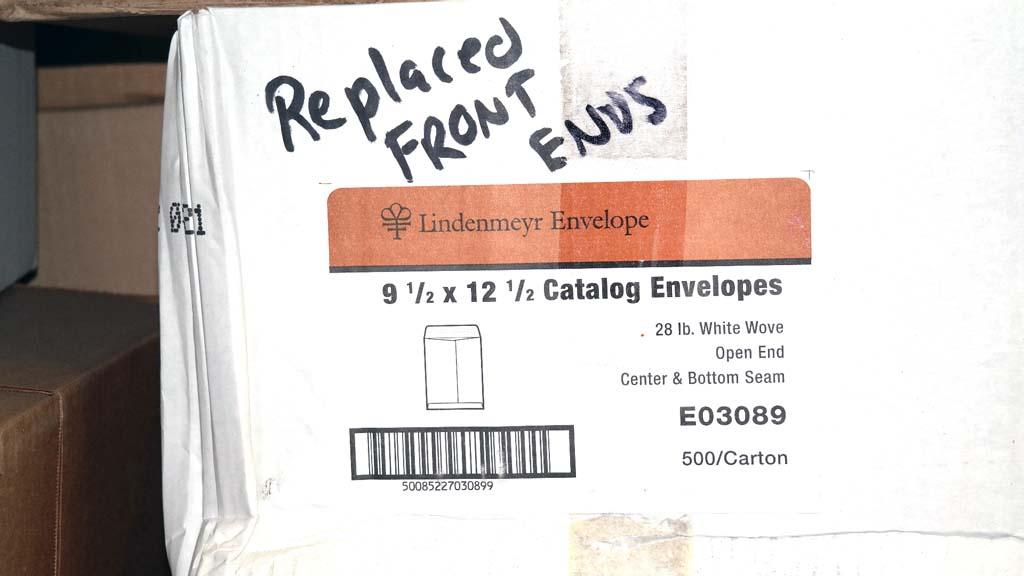 Replaced
FRONT
ENDS
021
Lindenmeyr Envelope
9 1/2 x 12 1/2 Catalog Envelopes
28 lb. White Wove
Open End
Center & Bottom Seam
E03089
500/Carton
50085227030899